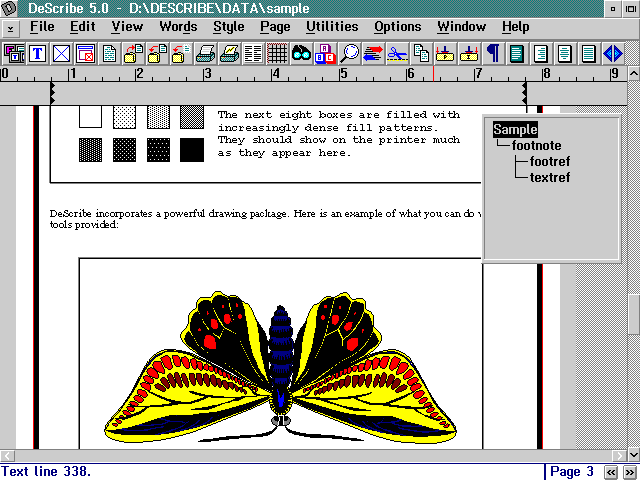 DeScribe 5.0 - D:\DESCRIBE\DATA\sample
File Edit View Words Style Page Utilities Options Window Help
0 1 2 3 4 5 6 7 8 9
The next eight boxes are filled with
increasingly dense fill patterns.
They should show on the printer much
as they appear here.
Sample
footnote
footref
textref
DeScribe incorporates a powerful drawing package. Here is an example of what you can do
tools provided:
Text line 338.
Page 3